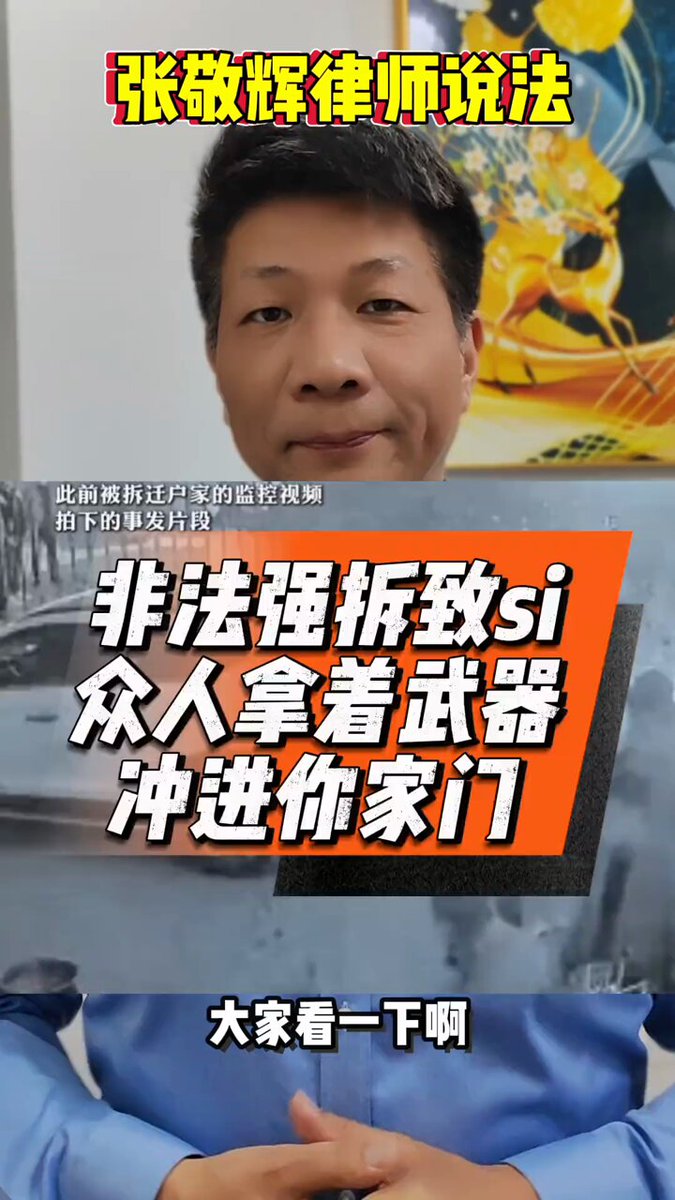 张敬辉律师说法
此前被拆迁户家的监控视频
拍下的事发片段
非法强拆致si
众人拿着武器
冲进你家门
大家看一下啊